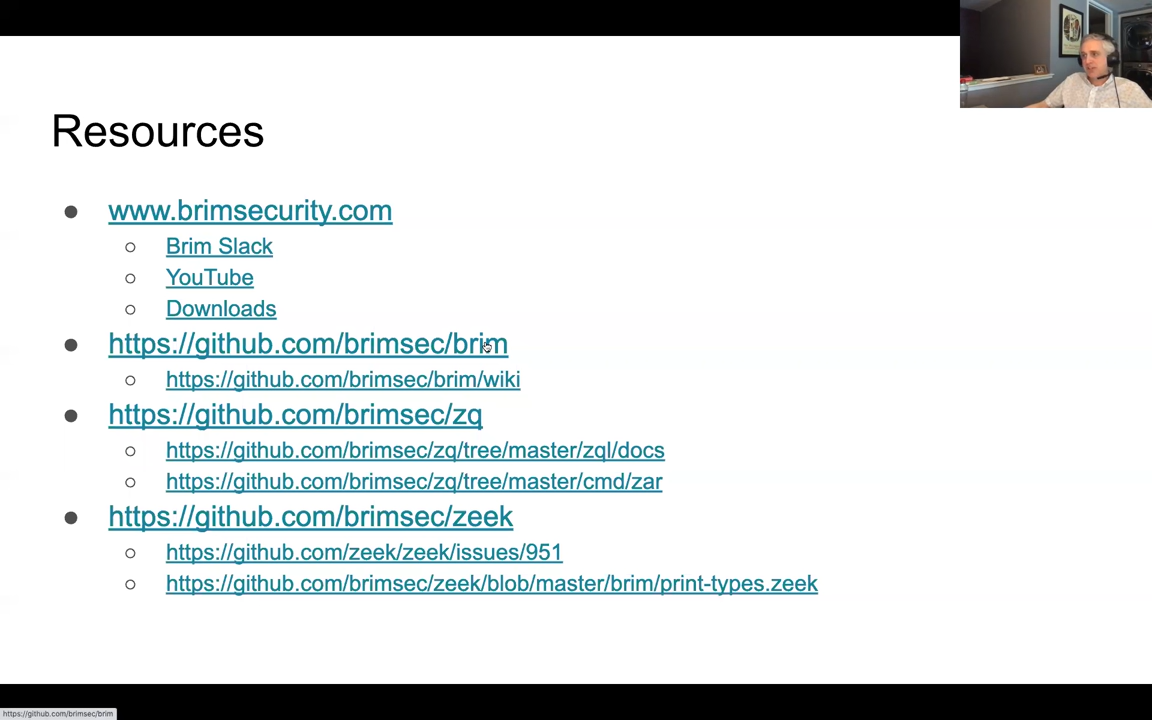 Resources
www.brimsecurity.com
Brim Slack
YouTube
Downloads
https://github.com/brimsec/brim
https://github.com/brimsec/brim/wiki
https://github.com/brimsec/zq
https://github.com/brimsec/zq/tree/master/zql/docs
https://github.com/brimsec/zq/tree/master/cmd/zar
https://github.com/brimsec/zeek
https://github.com/zeek/zeek/issues/951
https://github.com/brimsec/zeek/blob/master/brim/print-types.zeek
https://github.com/brimsec/brim